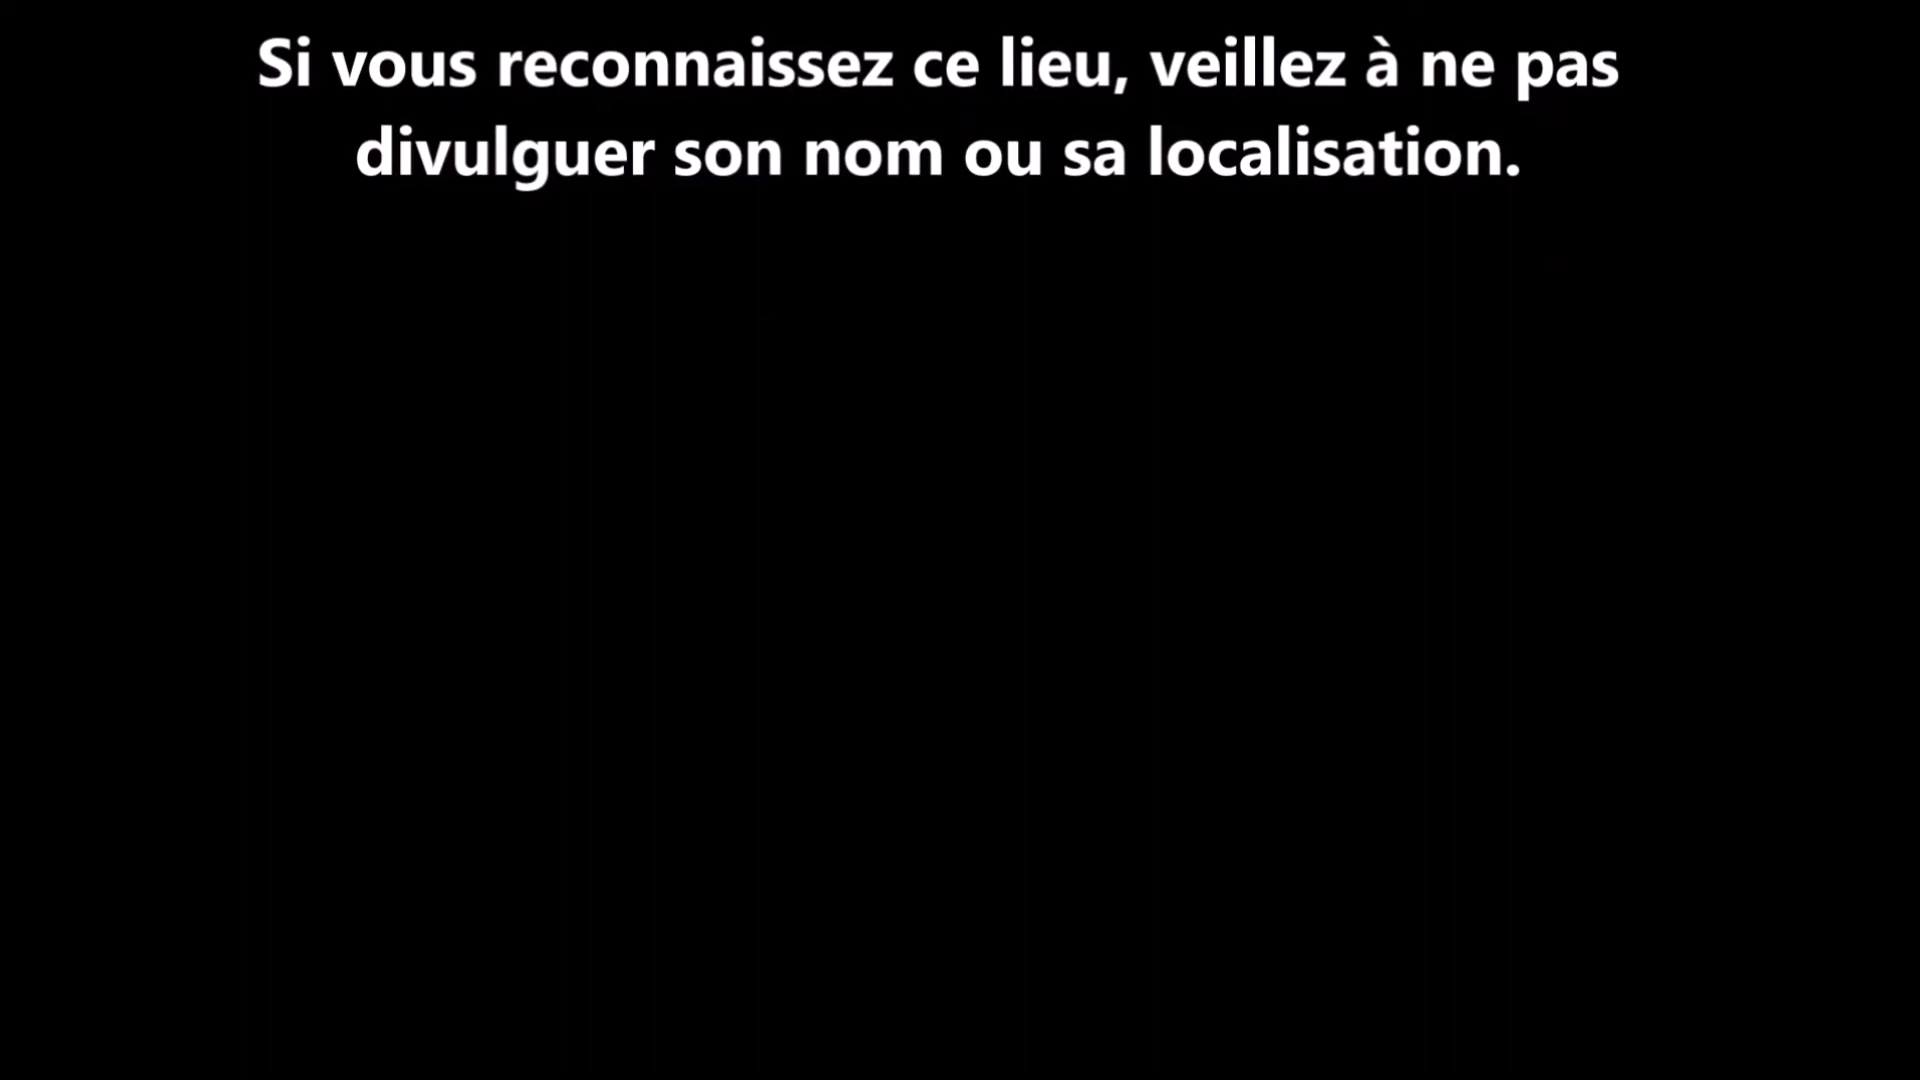 Si vous reconnaissez ce lieu, veillez à ne pas
divulguer son nom ou sa localisation.